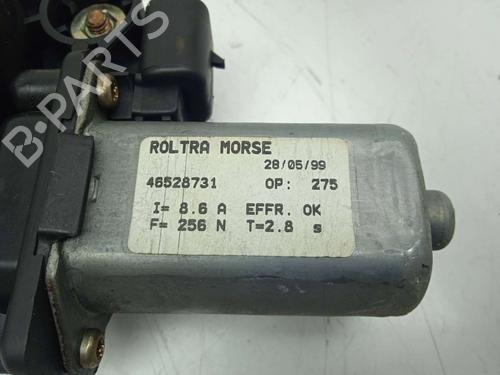 ROLTRA MORSE
28/05/99
46528731 OP: 275
I= 8.6 A EFFR. OK
F= 256 N T=2.8 s
B-PARTS